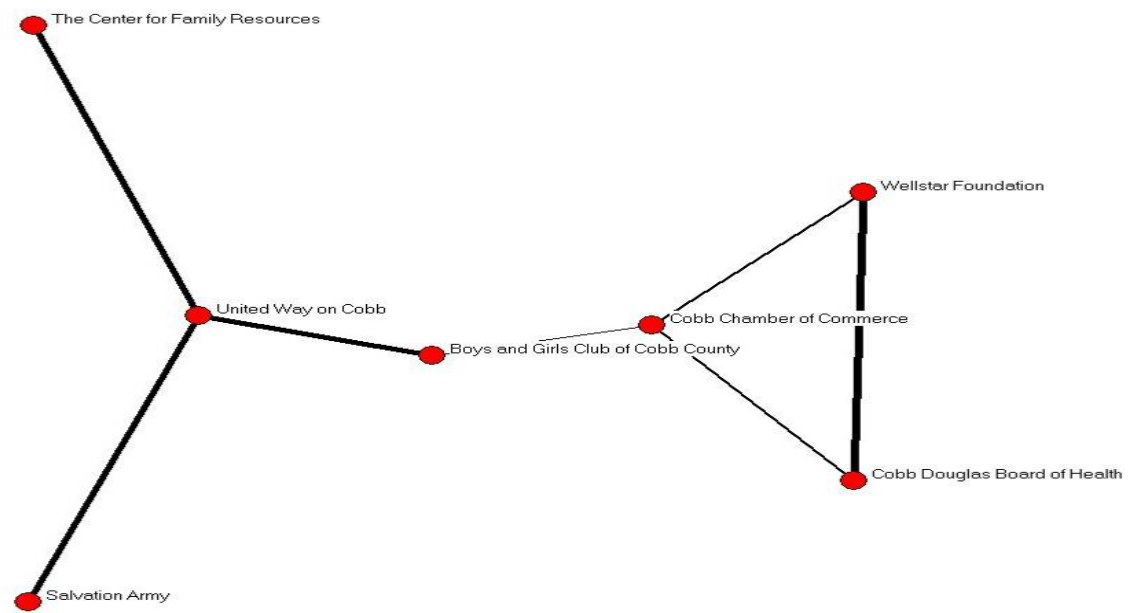 The Center for Family Resources
Wellstar Foundation
United Way on Cobb
Cobb Chamber of Commerce
Boys and Girls Club of Cobb County
Cobb Douglas Board of Health
Salvation Army